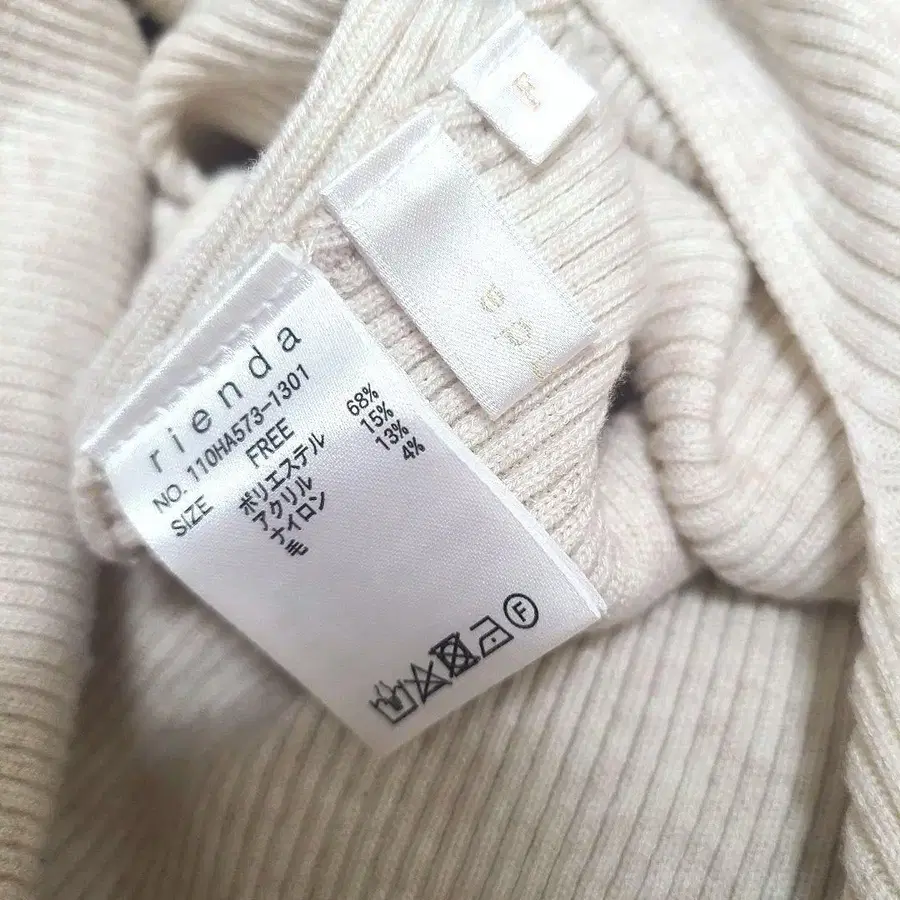 F
rienda
NO. 110HA573-1301
SIZE FREE
ポリエステル 68%
アクリル 15%
ナイロン 13%
毛 4%
F